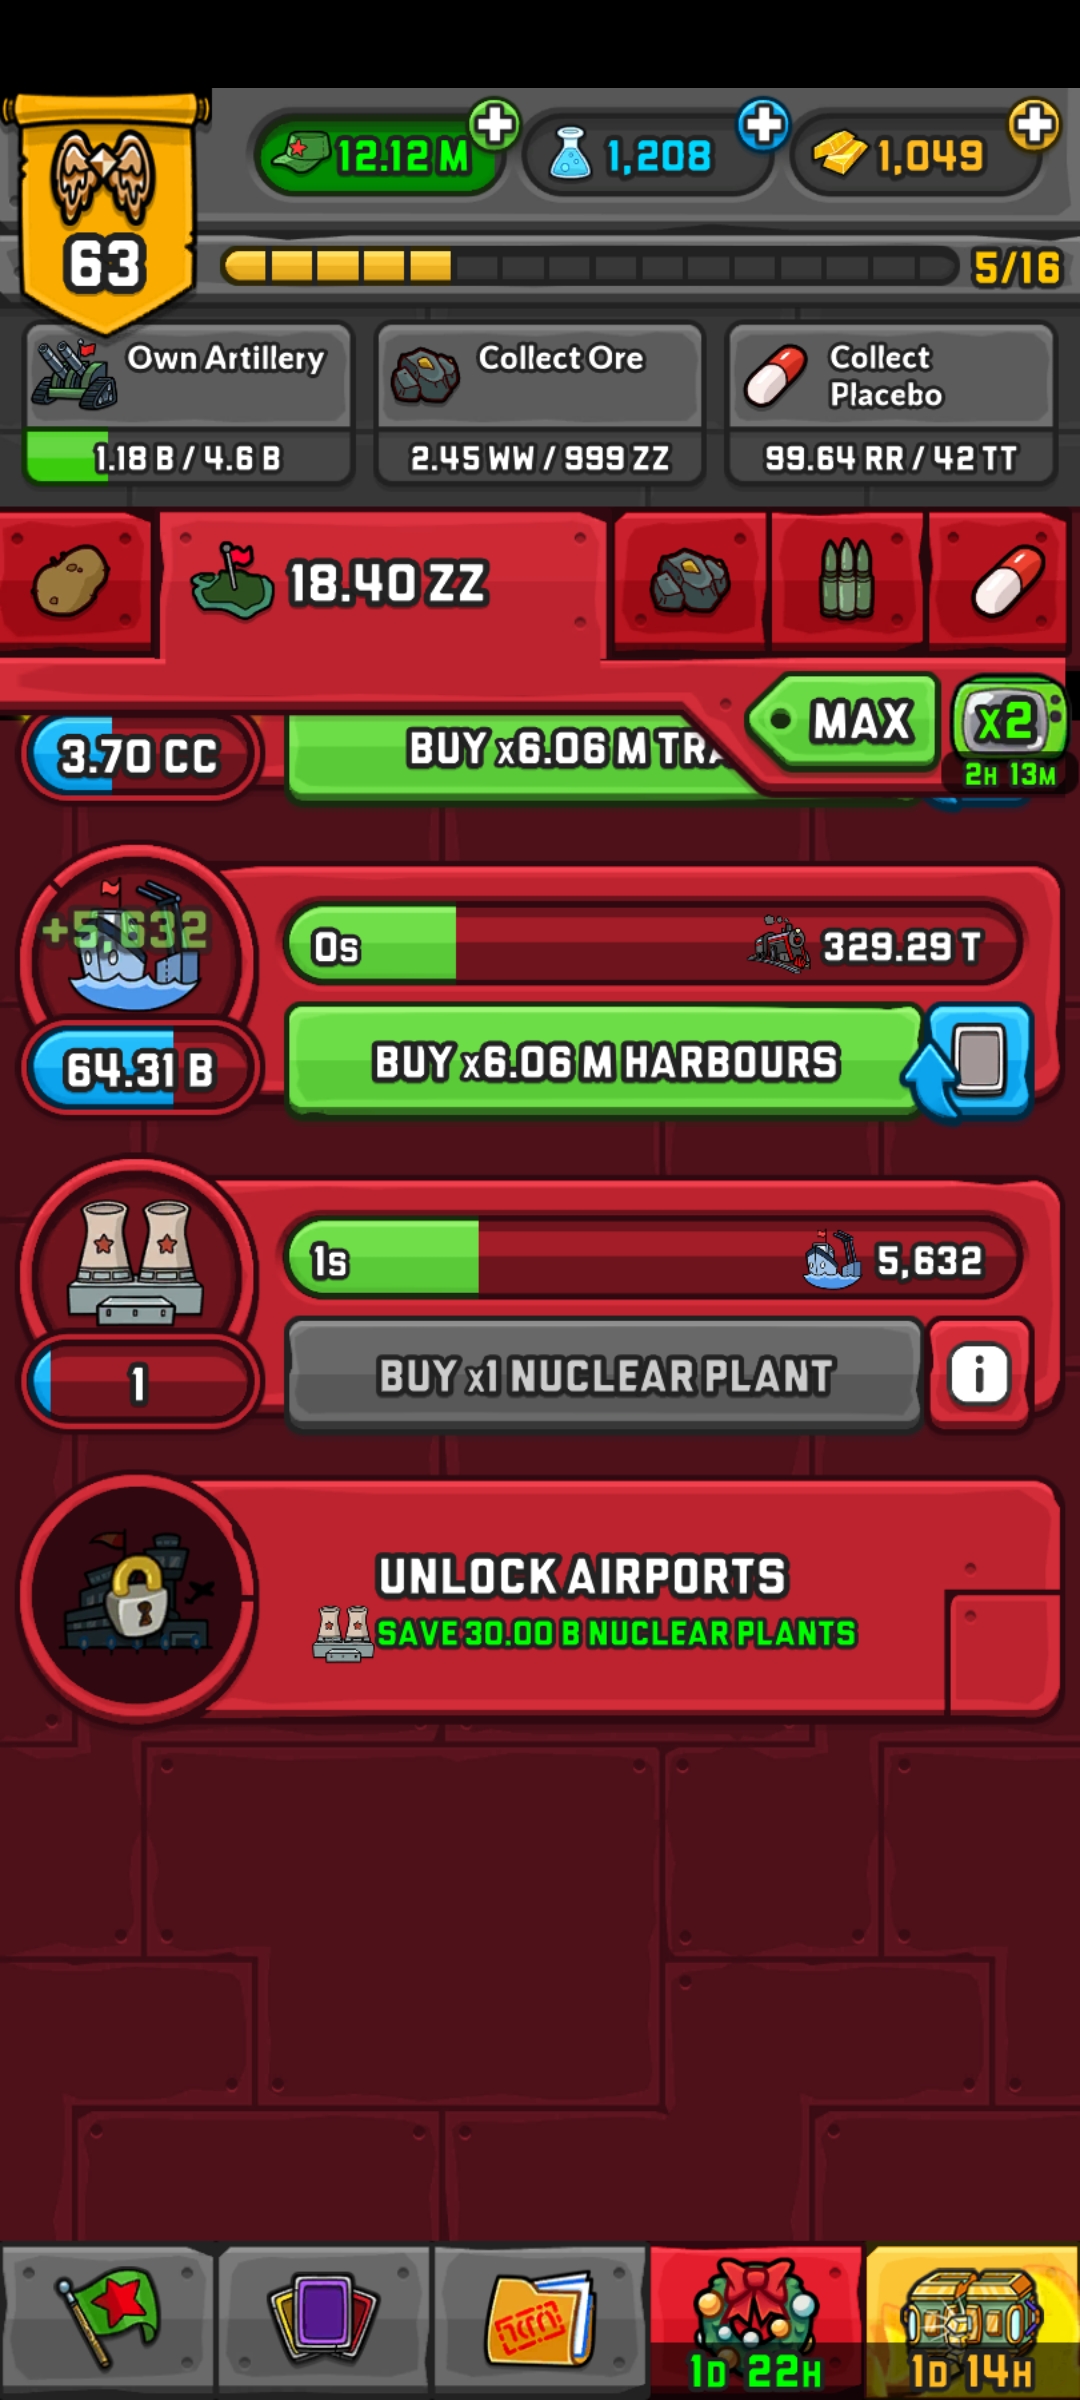 12.12 M
1,208
1,049
63
5/16
Own Artillery
1.18 B / 4.6 B
Collect Ore
2.45 WW / 999 ZZ
Collect
Placebo
99.64 RR / 42 TT
18.40 ZZ
MAX
x2
2H 13M
3.70 CC
BUY x6.06 M TRA
+5,632
0s
329.29 T
64.31 B
BUY x6.06 M HARBOURS
1s
5,632
1
BUY x1 NUCLEAR PLANT
i
UNLOCK AIRPORTS
SAVE 30.00 B NUCLEAR PLANTS
1D 22H
1D 14H